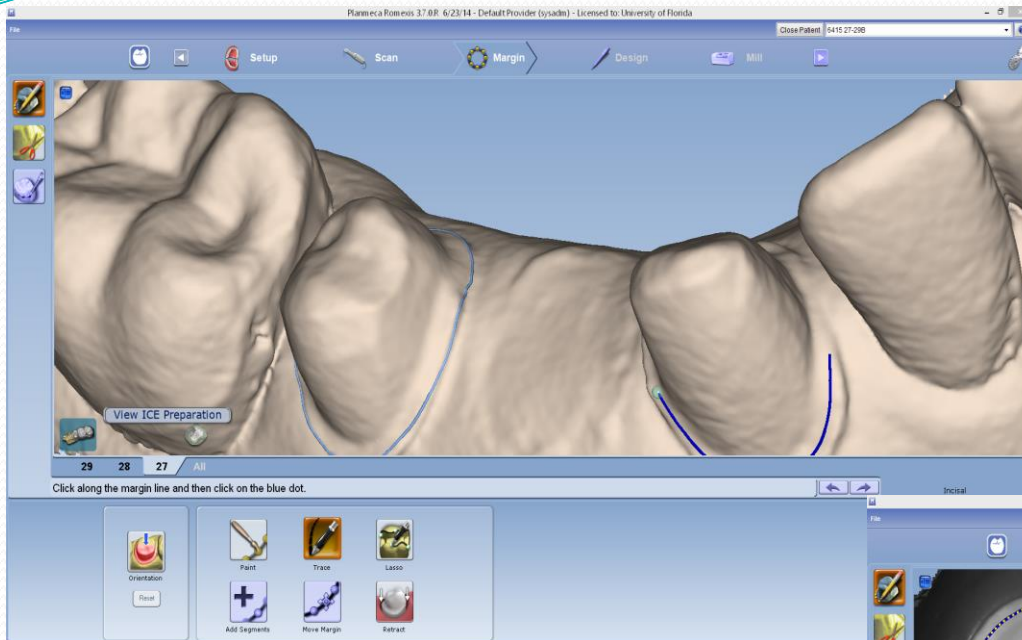 Planmeca Romexis 3.7.0.R 6/23/14 - Default Provider (sysadm) - Licensed to: University of Florida
File
Close Patient
6415 27-29B
Setup
Scan
Margin
Design
Mill
View ICE Preparation
29 28 27 All
Click along the margin line and then click on the blue dot.
Incisal
Orientation
Reset
Paint
Trace
Lasso
Add Segments
Move Margin
Retract
File